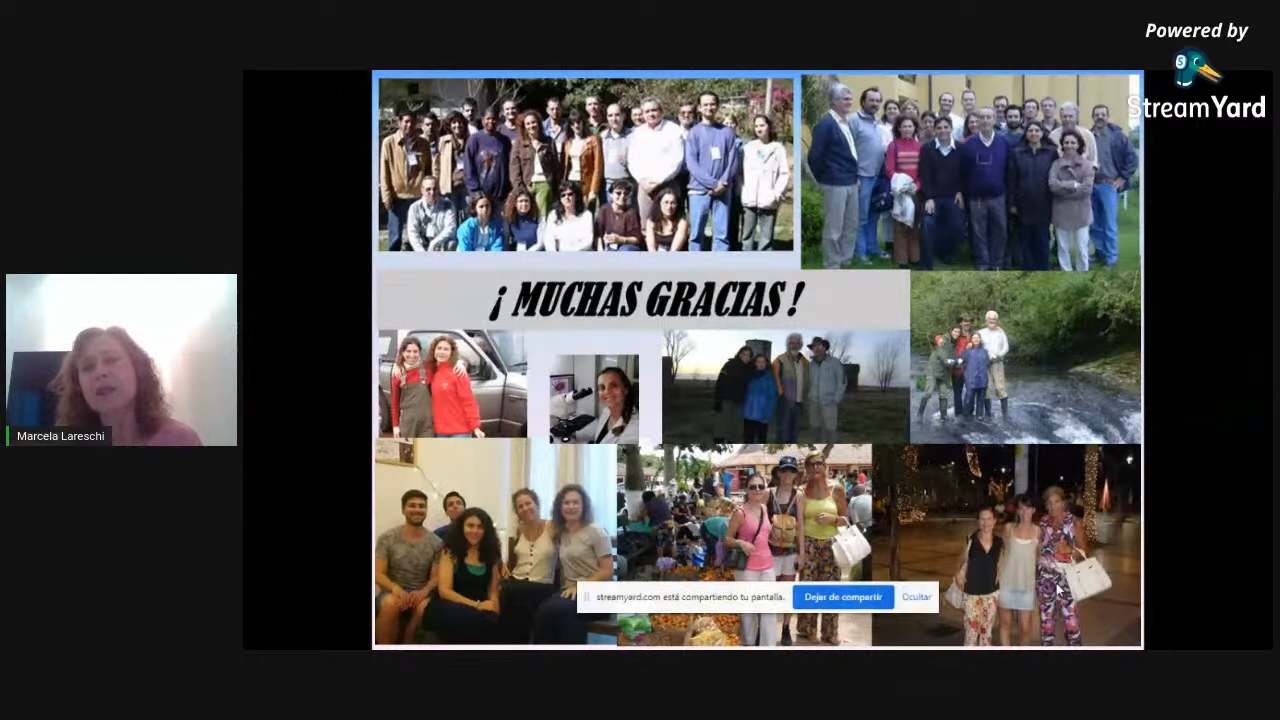 Powered by
StreamYard
¡ MUCHAS GRACIAS !
Marcela Lareschi
streamyard.com está compartiendo tu pantalla.
Dejar de compartir
Ocultar